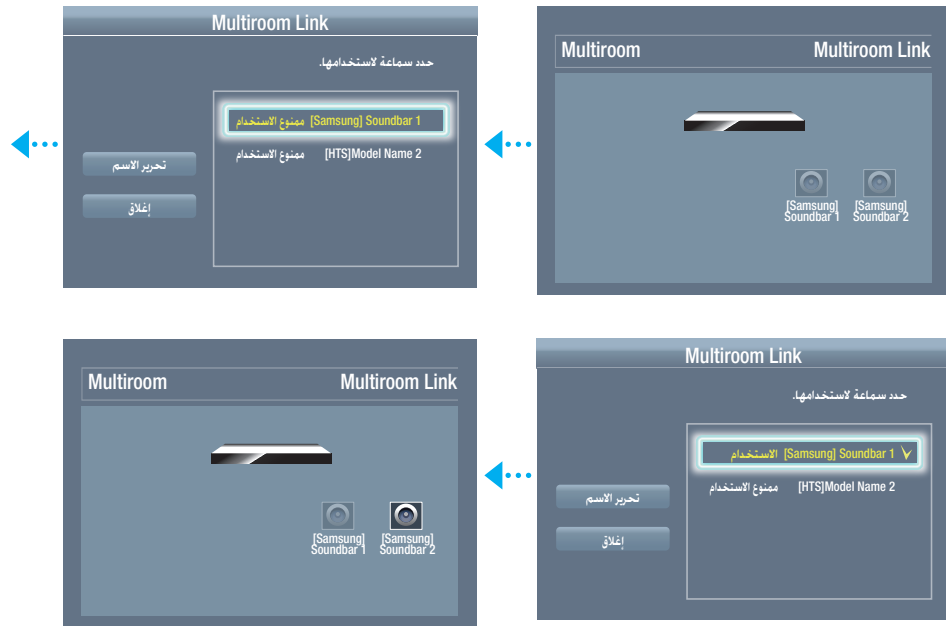 Multiroom
Multiroom Link
[Samsung] Soundbar 1
[Samsung] Soundbar 2
Multiroom Link
حدد سماعة لاستخدامها.
[Samsung] Soundbar 1 ممنوع الاستخدام
[HTS]Model Name 2 ممنوع الاستخدام
تحرير الاسم
إغلاق
Multiroom Link
حدد سماعة لاستخدامها.
[Samsung] Soundbar 1 الاستخدام
[HTS]Model Name 2 ممنوع الاستخدام
تحرير الاسم
إغلاق
Multiroom
Multiroom Link
[Samsung] Soundbar 1
[Samsung] Soundbar 2